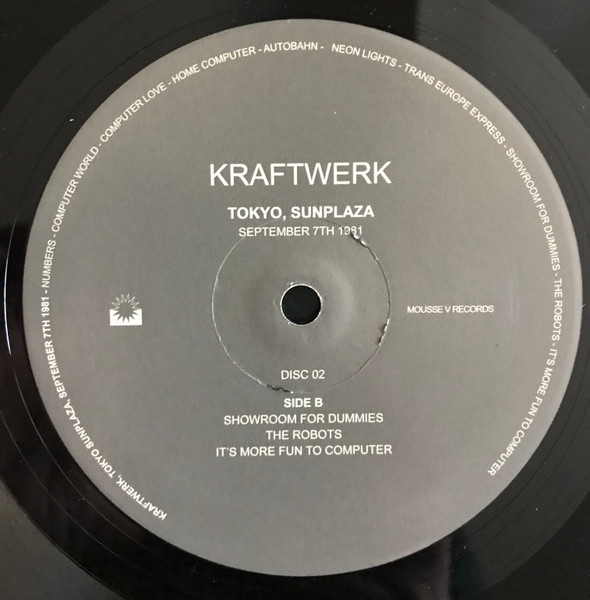 KRAFTWERK, TOKYO SUNPLAZA, SEPTEMBER 7TH 1981 - NUMBERS - COMPUTER WORLD - COMPUTER LOVE - HOME COMPUTER - AUTOBAHN - NEON LIGHTS - TRANS EUROPE EXPRESS - SHOWROOM FOR DUMMIES - THE ROBOTS - IT'S MORE FUN TO COMPUTER
KRAFTWERK
TOKYO, SUNPLAZA
SEPTEMBER 7TH 1981
MOUSSE V RECORDS
DISC 02
SIDE B
SHOWROOM FOR DUMMIES
THE ROBOTS
IT'S MORE FUN TO COMPUTER